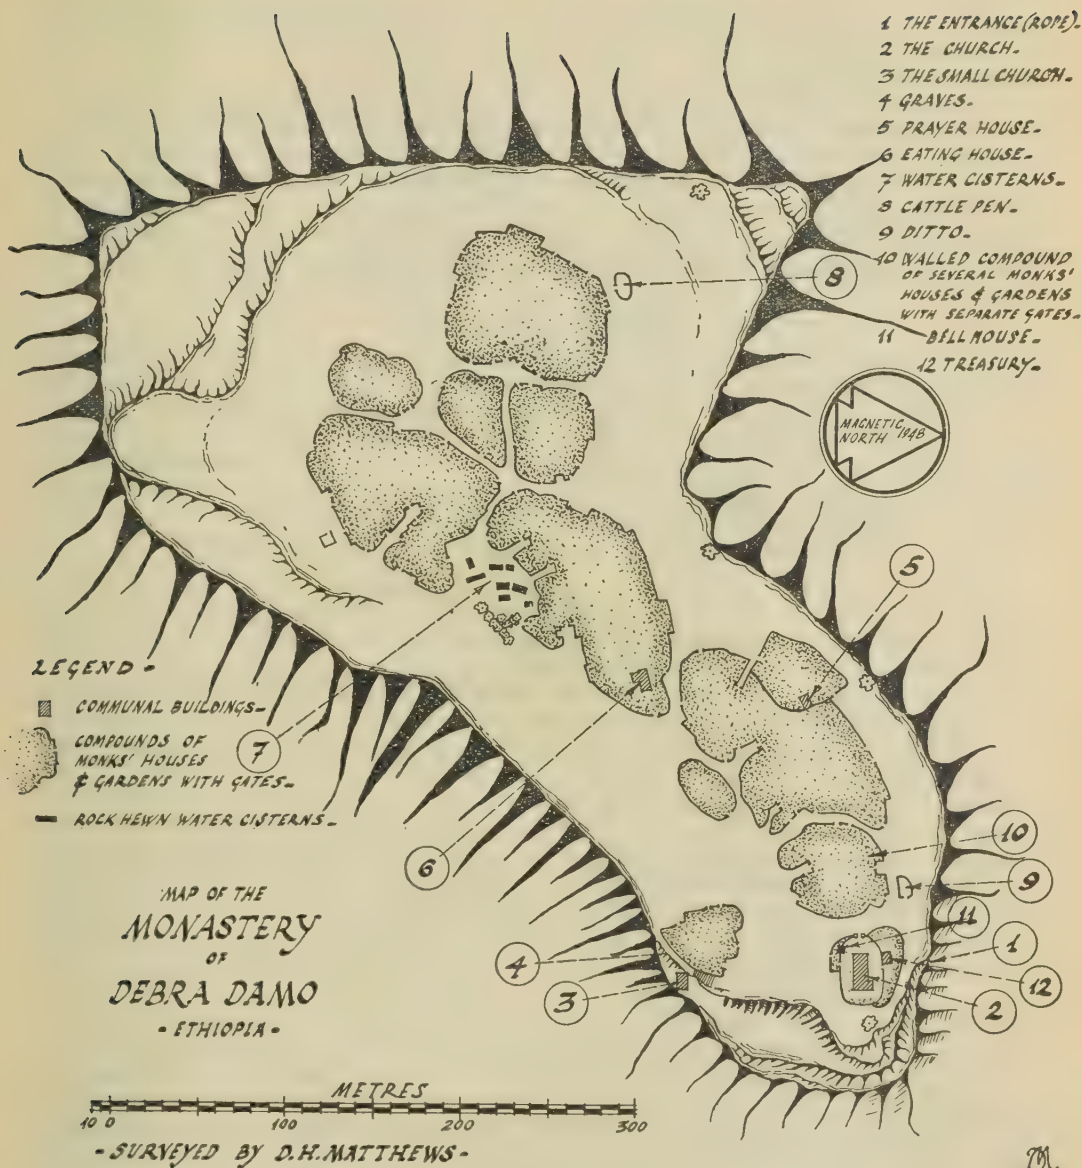 1 THE ENTRANCE (ROPE).
2 THE CHURCH.
3 THE SMALL CHURCH.
4 GRAVES.
5 PRAYER HOUSE.
6 EATING HOUSE.
7 WATER CISTERNS.
8 CATTLE PEN.
9 DITTO.
10 WALLED COMPOUND
OF SEVERAL MONKS'
HOUSES & GARDENS
WITH SEPARATE GATES.
11 BELL HOUSE.
12 TREASURY.
8
MAGNETIC
NORTH 1948
5
LEGEND -
COMMUNAL BUILDINGS -
COMPOUNDS OF
MONKS' HOUSES
& GARDENS WITH GATES -
ROCK HEWN WATER CISTERNS -
7
6
10
9
11
1
4
12
3
2
MAP OF THE
MONASTERY
OF
DEBRA DAMO
- ETHIOPIA -
METRES
10 0 100 200 300
- SURVEYED BY D.H. MATTHEWS -